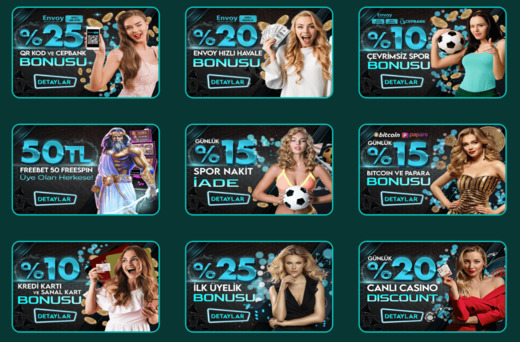 Envoy
%25
QR KOD ve CEPBANK
BONUSU
DETAYLAR
Envoy
%20
ENVOY HIZLI HAVALE
BONUSU
DETAYLAR
Envoy
CEPBANK
%10
ÇEVRİMSİZ SPOR
BONUSU
DETAYLAR
50TL
FREEBET 50 FREESPIN
Üye Olan Herkese!
DETAYLAR
GÜNLÜK
%15
SPOR NAKİT
İADE
DETAYLAR
bitcoin papara
GÜNLÜK
%15
BITCOIN VE PAPARA
BONUSU
DETAYLAR
%10
KREDİ KARTI
VE SANAL KART
BONUSU
DETAYLAR
%25
İLK ÜYELİK
BONUSU
DETAYLAR
GÜNLÜK
%20
CANLI CASINO
DISCOUNT
DETAYLAR